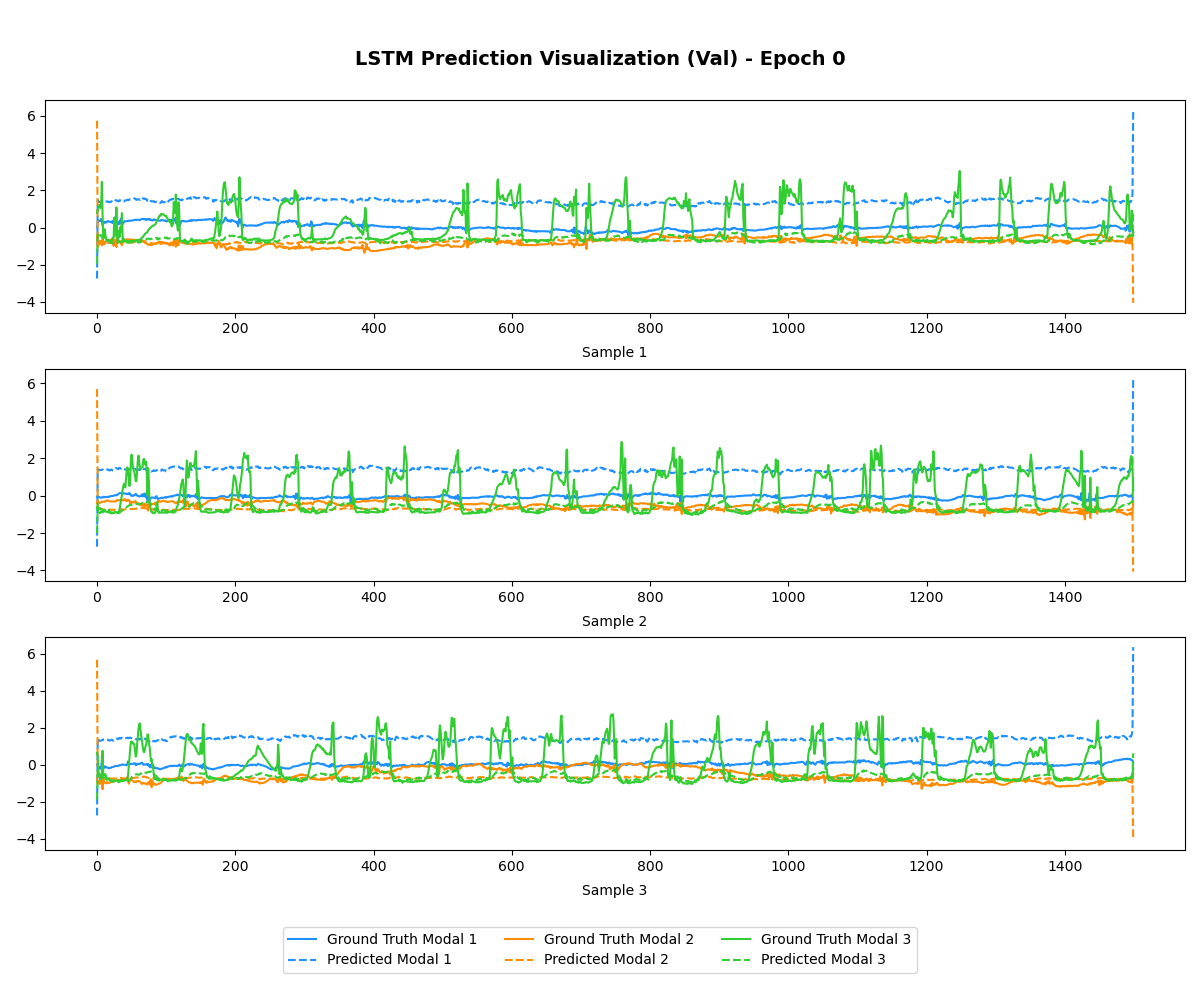 LSTM Prediction Visualization (Val) - Epoch 0
6
4
2
0
−2
−4
0 200 400 600 800 1000 1200 1400
Sample 1
6
4
2
0
−2
−4
0 200 400 600 800 1000 1200 1400
Sample 2
6
4
2
0
−2
−4
0 200 400 600 800 1000 1200 1400
Sample 3
Ground Truth Modal 1 Ground Truth Modal 2 Ground Truth Modal 3
Predicted Modal 1 Predicted Modal 2 Predicted Modal 3